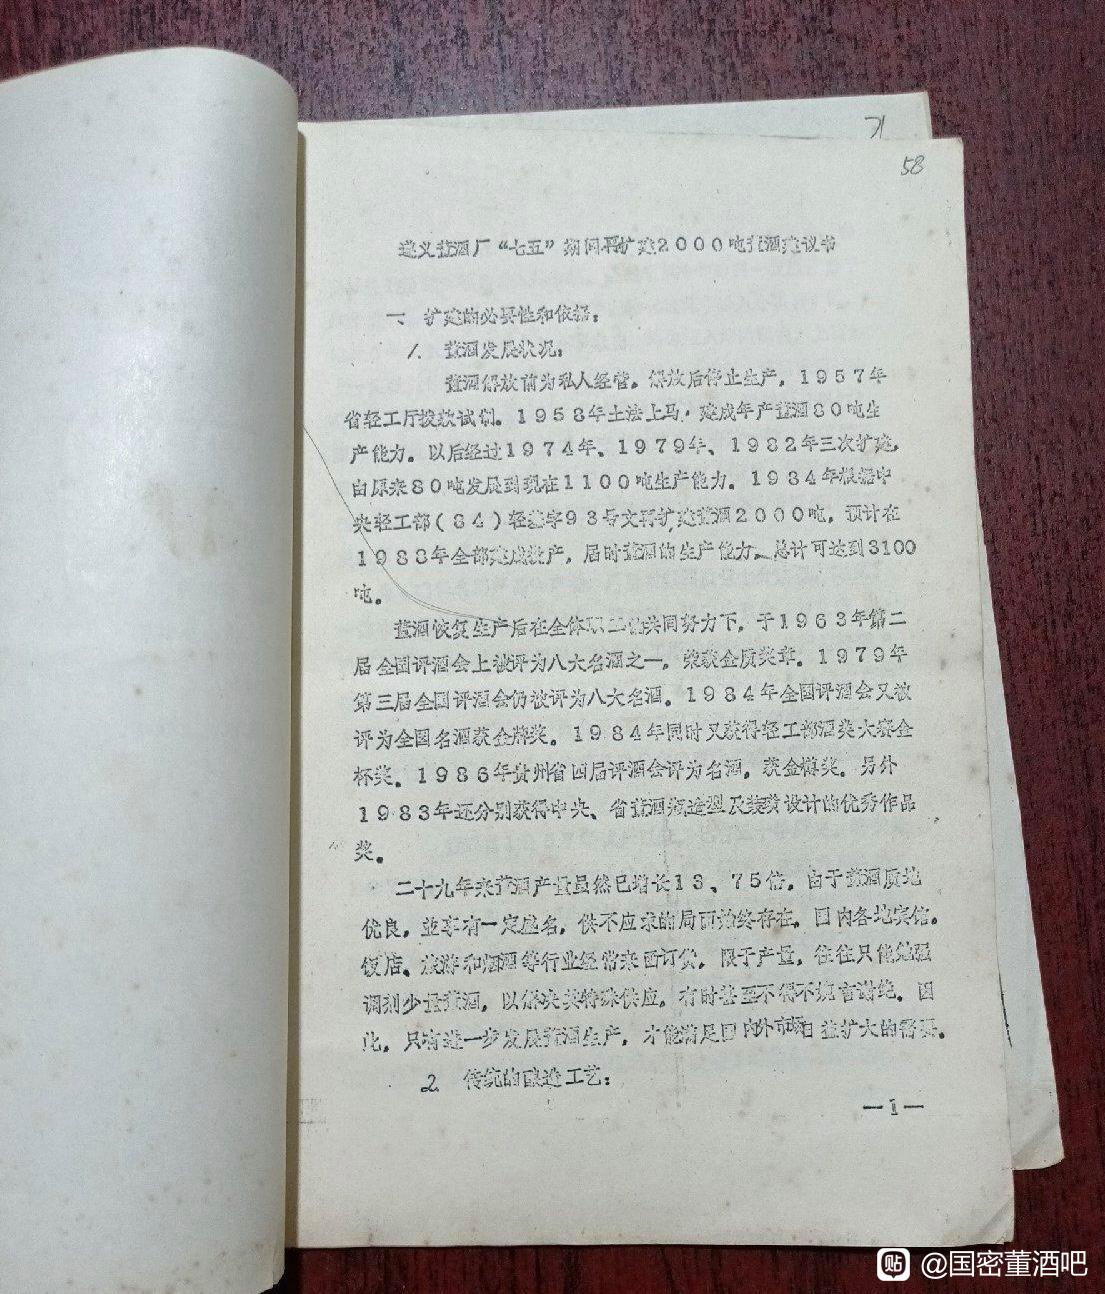 71
58
遵义董酒厂“七五”期间再扩建2000吨董酒建议书
一 扩建的必要性和依据：
1. 董酒发展状况：
董酒解放前为私人经营。解放后停止生产，1957年
省轻工厅拨款试制。1958年土法上马，建成年产董酒80吨生
产能力。以后经过1974年、1979年、1982年三次扩建，
由原来80吨发展到现在1100吨生产能力。1984年根据中
央轻工部（84）轻基字93号文再扩建董酒2000吨，预计在
1988年全部建成投产，届时董酒的生产能力、总计可达到3100
吨。
董酒恢复生产后在全体职工的共同努力下，于1963年第二
届全国评酒会上被评为八大名酒之一，荣获金质奖章。1979年
第三届全国评酒会仍被评为八大名酒。1984年全国评酒会又被
评为全国名酒获金牌奖。1984年同时又获得轻工部酒类大赛金
杯奖。1986年贵州省四届评酒会评为名酒，获金樽奖。另外
1983年还分别获得中央、省董酒瓶造型及装璜设计的优秀作品
奖。
二十九年来董酒产量虽然已增长13、75倍，由于董酒质地
优良，並享有一定盛名，供不应求的局面始终存在，国内各地宾馆。
饭店、旅游和烟酒等行业经常来函订货，限于产量，往往只能勉强
调剂少量董酒，以解决其特殊供应，有时甚至不得不婉言谢绝。因
此，只有进一步发展董酒生产，才能满足国内外市场日益扩大的需要。
2 传统的酿造工艺：
—1—
贴 @国密董酒吧